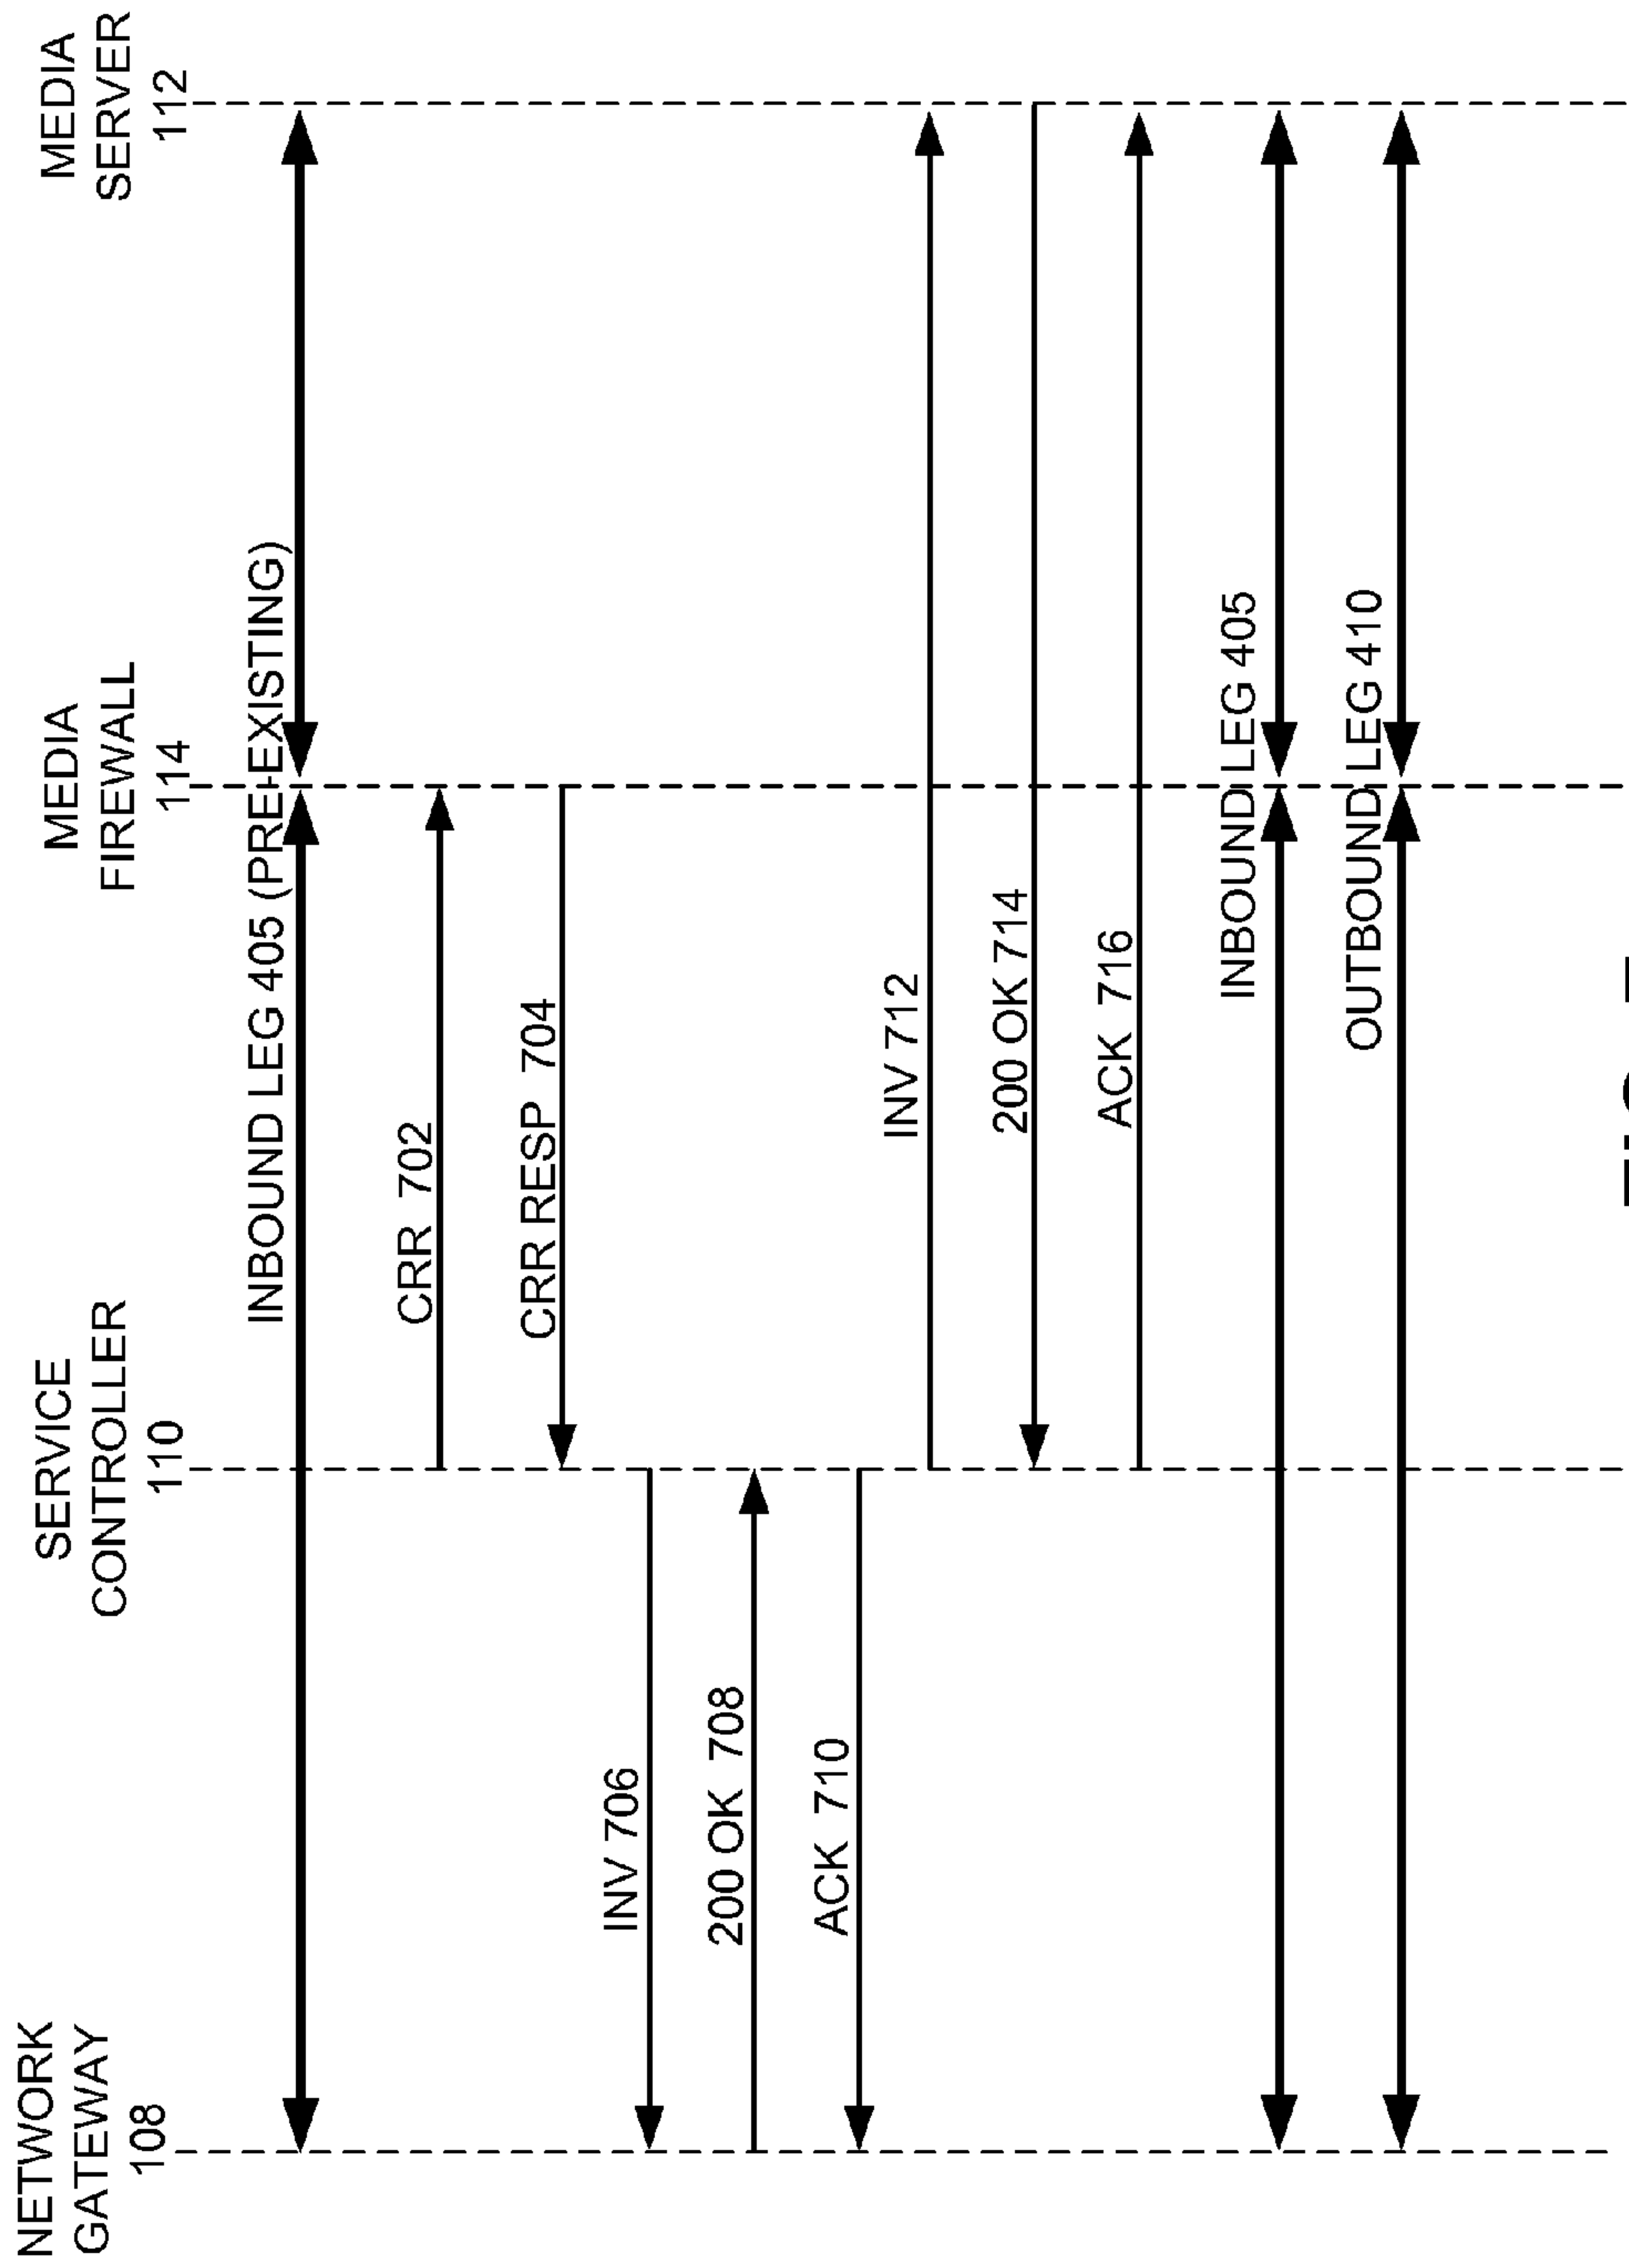 NETWORK
GATEWAY
108
SERVICE
CONTROLLER
110
MEDIA
FIREWALL
114
MEDIA
SERVER
112
INBOUND LEG 405 (PRE-EXISTING)
CRR 702
CRR RESP 704
INV 706
200 OK 708
ACK 710
INV 712
200 OK 714
ACK 716
INBOUND LEG 405
OUTBOUND LEG 410